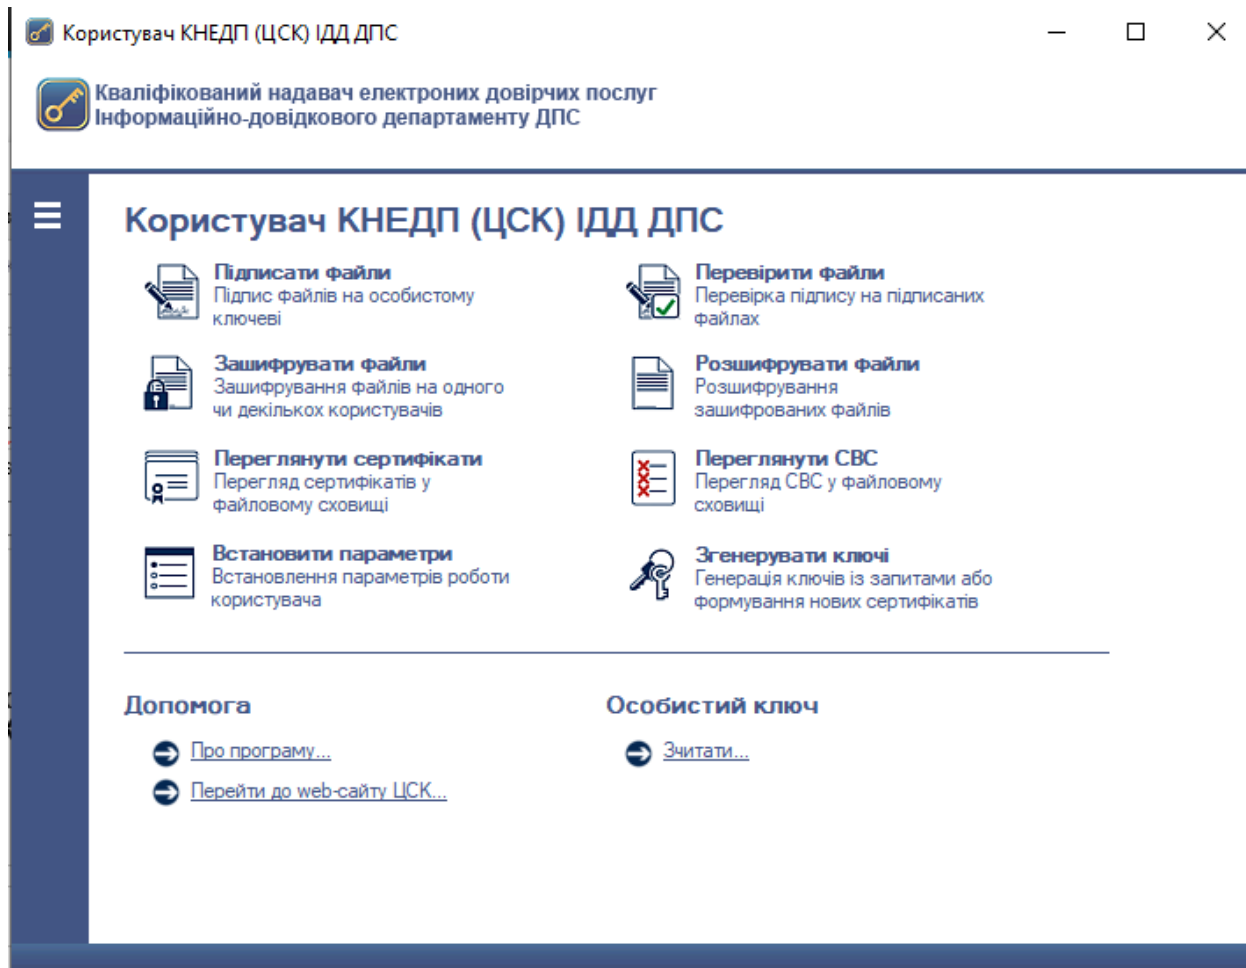 Користувач КНЕДП (ЦСК) ІДД ДПС
Кваліфікований надавач електроних довірчих послуг
Інформаційно-довідкового департаменту ДПС
Користувач КНЕДП (ЦСК) ІДД ДПС
Підписати файли
Підпис файлів на особистому
ключеві
Перевірити файли
Перевірка підпису на підписаних
файлах
Зашифрувати файли
Зашифрування файлів на одного
чи декількох користувачів
Розшифрувати файли
Розшифрування
зашифрованих файлів
Переглянути сертифікати
Перегляд сертифікатів у
файловому сховищі
Переглянути СВС
Перегляд СВС у файловому
сховищі
Встановити параметри
Встановлення параметрів роботи
користувача
Згенерувати ключі
Генерація ключів із запитами або
формування нових сертифікатів
Допомога
Про програму...
Перейти до web-сайту ЦСК...
Особистий ключ
Зчитати...